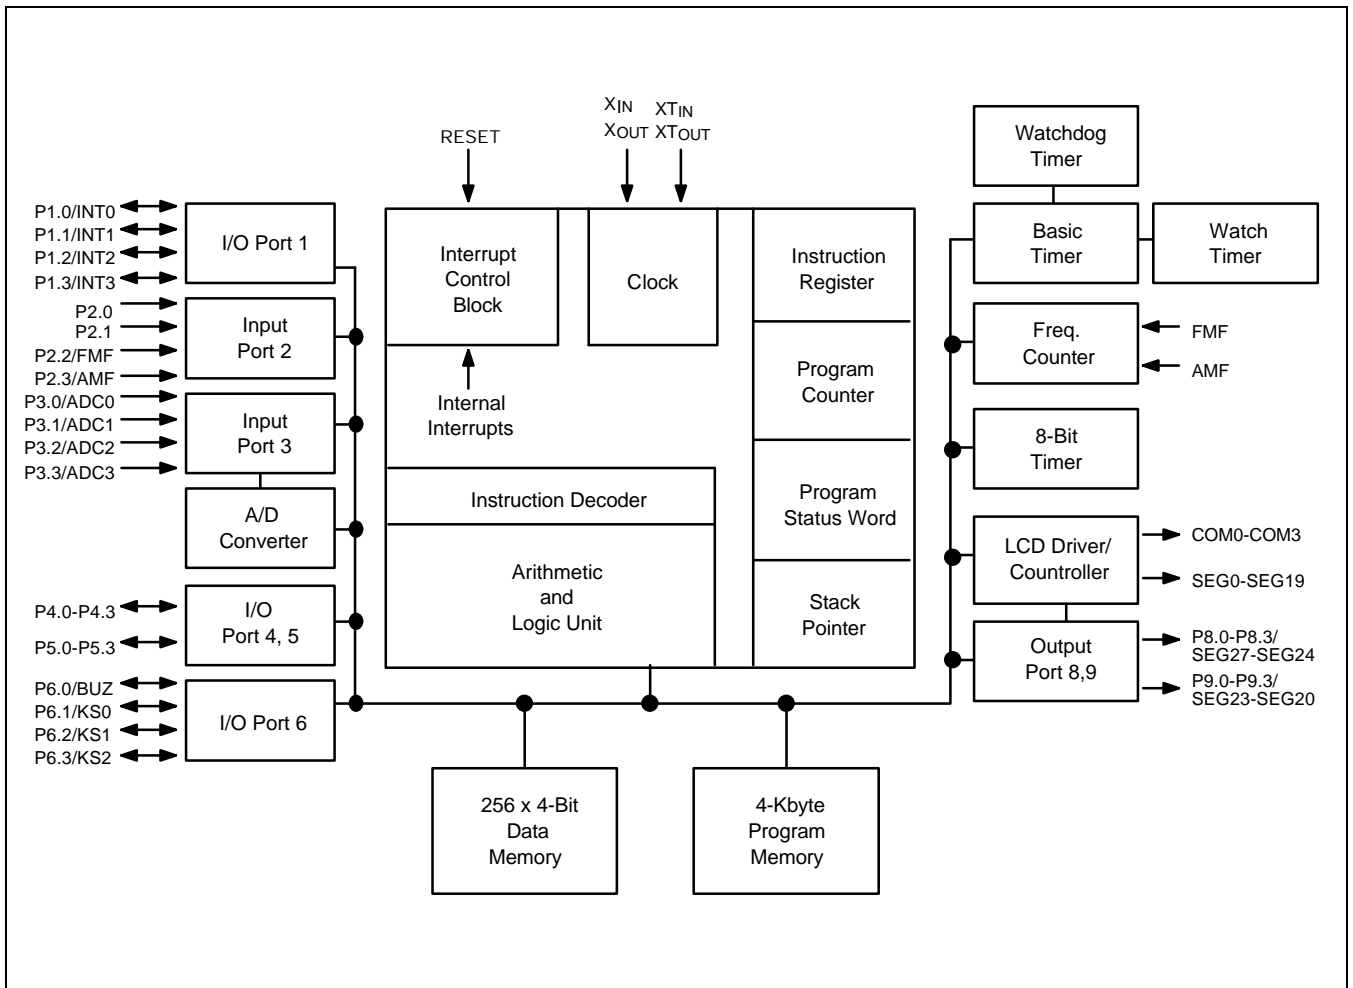 RESET
XIN
XOUT
XTIN
XTOUT
P1.0/INT0
P1.1/INT1
P1.2/INT2
P1.3/INT3
I/O Port 1
P2.0
P2.1
P2.2/FMF
P2.3/AMF
Input
Port 2
P3.0/ADC0
P3.1/ADC1
P3.2/ADC2
P3.3/ADC3
Input
Port 3
A/D
Converter
P4.0-P4.3
P5.0-P5.3
I/O
Port 4, 5
P6.0/BUZ
P6.1/KS0
P6.2/KS1
P6.3/KS2
I/O Port 6
Interrupt
Control
Block
Internal
Interrupts
Clock
Instruction
Register
Program
Counter
Program
Status Word
Stack
Pointer
Instruction Decoder
Arithmetic
and
Logic Unit
256 x 4-Bit
Data
Memory
4-Kbyte
Program
Memory
Watchdog
Timer
Basic
Timer
Watch
Timer
Freq.
Counter
FMF
AMF
8-Bit
Timer
LCD Driver/
Countroller
COM0-COM3
SEG0-SEG19
Output
Port 8,9
P8.0-P8.3/
SEG27-SEG24
P9.0-P9.3/
SEG23-SEG20